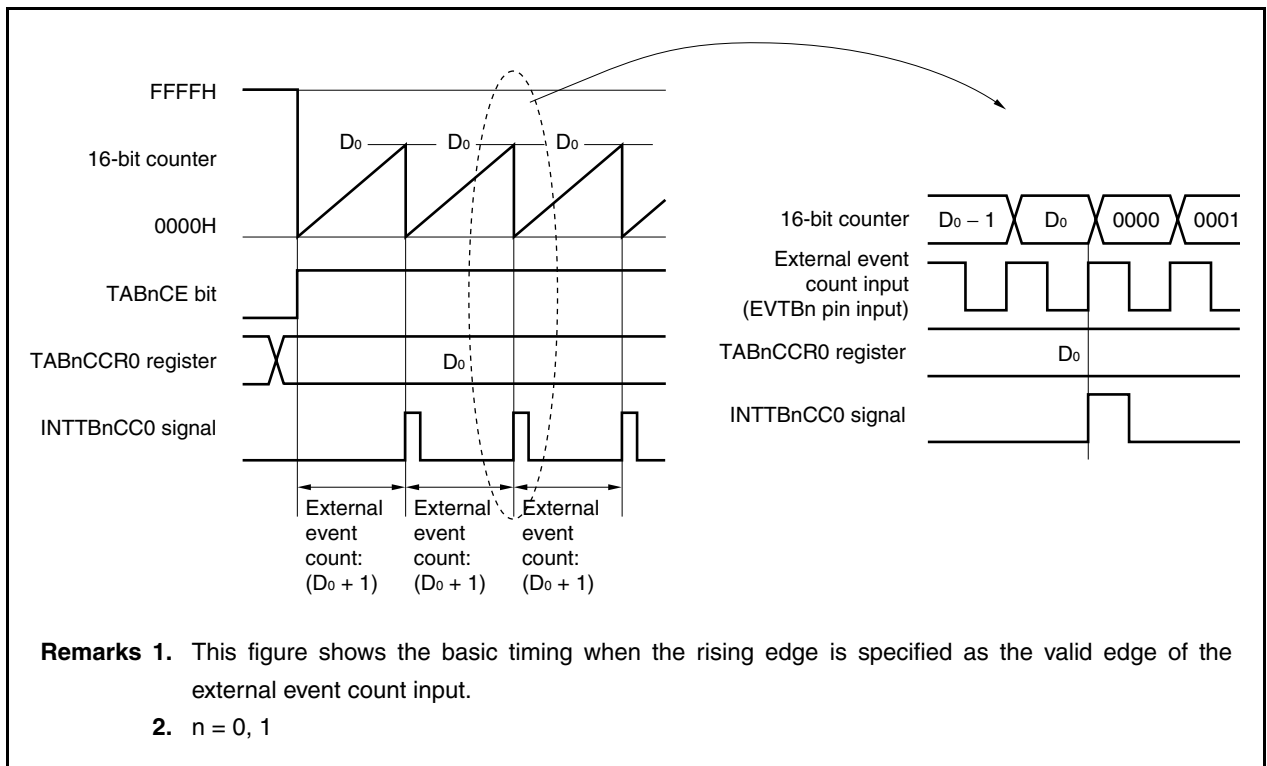 FFFFH
16-bit counter
0000H
D0
D0
D0
TABnCE bit
TABnCCR0 register
D0
INTTBnCC0 signal
External
event
count:
(D0 + 1)
External
event
count:
(D0 + 1)
External
event
count:
(D0 + 1)
16-bit counter
D0 − 1
D0
0000
0001
External event
count input
(EVTBn pin input)
TABnCCR0 register
D0
INTTBnCC0 signal
Remarks 1. This figure shows the basic timing when the rising edge is specified as the valid edge of the
external event count input.
2. n = 0, 1